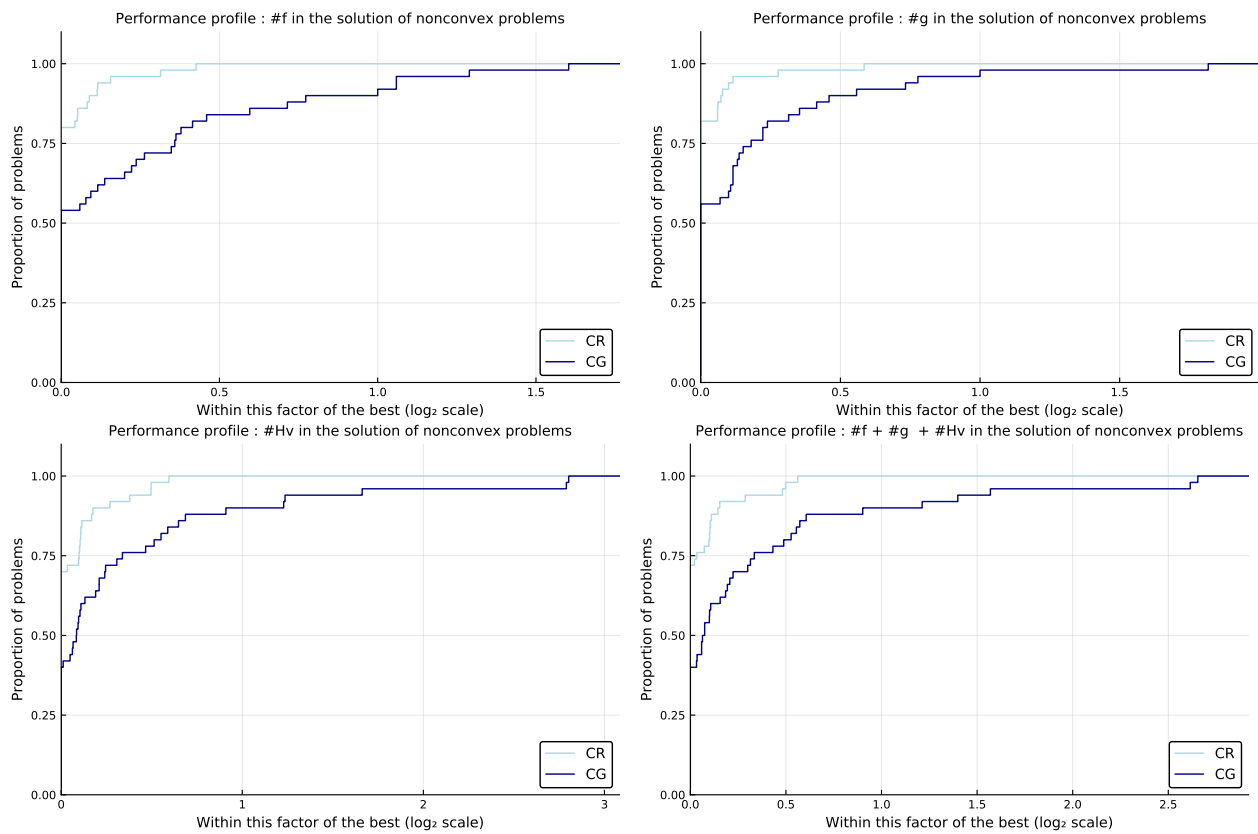 Performance profile : #f in the solution of nonconvex problems
Proportion of problems
1.00
0.75
0.50
0.25
0.00
0.0 0.5 1.0 1.5
Within this factor of the best (log₂ scale)
CR
CG
Performance profile : #g in the solution of nonconvex problems
Proportion of problems
1.00
0.75
0.50
0.25
0.00
0.0 0.5 1.0 1.5
Within this factor of the best (log₂ scale)
CR
CG
Performance profile : #Hv in the solution of nonconvex problems
Proportion of problems
1.00
0.75
0.50
0.25
0.00
0 1 2 3
Within this factor of the best (log₂ scale)
CR
CG
Performance profile : #f + #g  + #Hv in the solution of nonconvex problems
Proportion of problems
1.00
0.75
0.50
0.25
0.00
0.0 0.5 1.0 1.5 2.0 2.5
Within this factor of the best (log₂ scale)
CR
CG